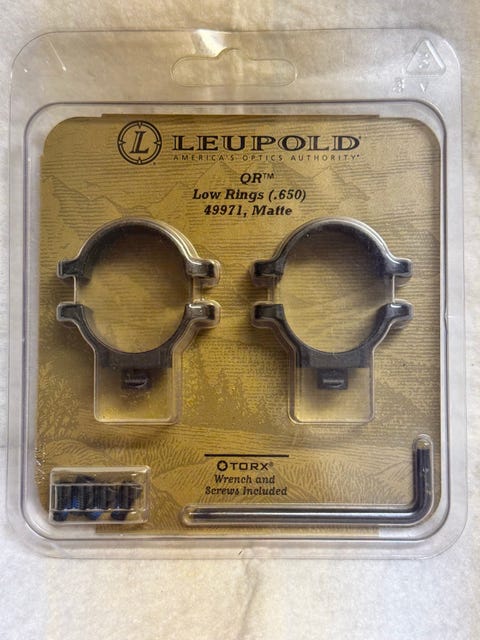 L
LEUPOLD®
AMERICA'S OPTICS AUTHORITY®
QR™
Low Rings (.650)
49971, Matte
TORX®
Wrench and
Screws Included